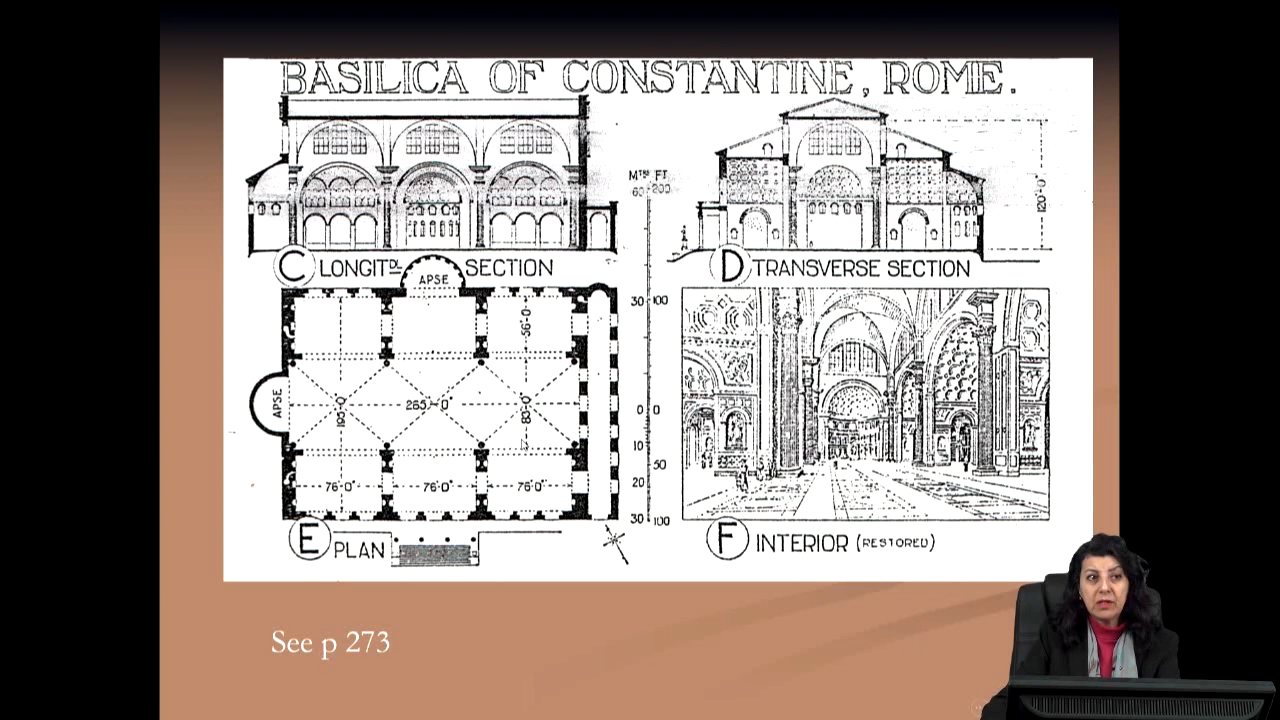 BASILICA OF CONSTANTINE, ROME.
MTRS FT
60 200
120'-0"
C LONGITDL SECTION
D TRANSVERSE SECTION
APSE
30 100
56'-0"
APSE
195'-0"
265'-0"
83'-0"
0 0
10
50
76'-0" 76'-0" 76'-0"
20
30 100
E PLAN
F INTERIOR (RESTORED)
See p 273